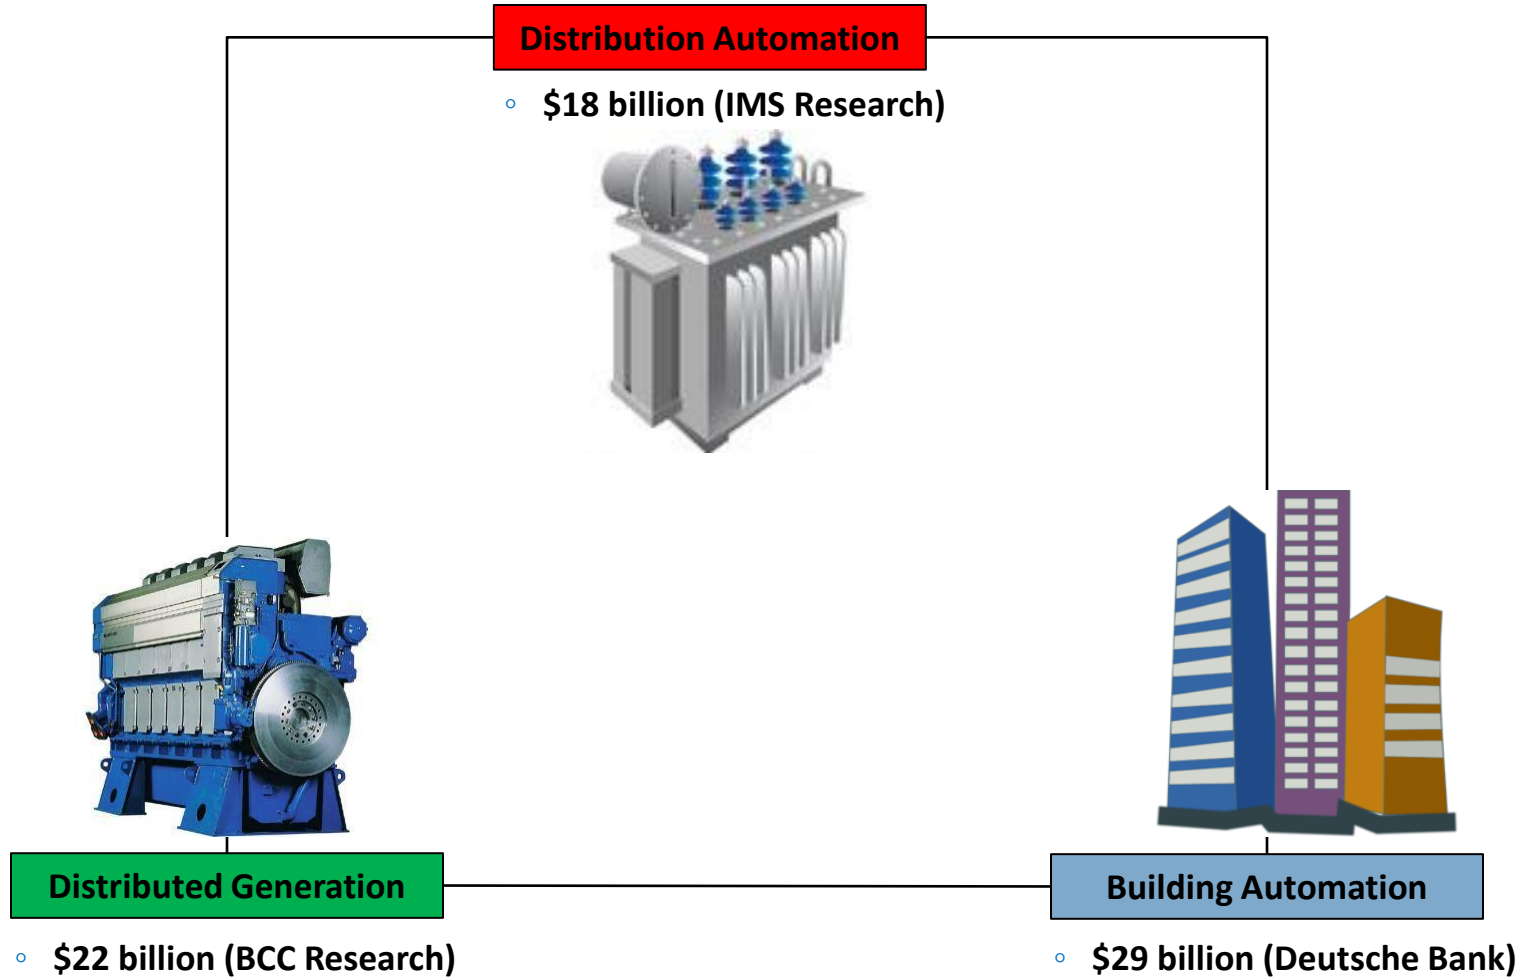 Distribution Automation
◦ $18 billion (IMS Research)
Distributed Generation
Building Automation
◦ $22 billion (BCC Research)
◦ $29 billion (Deutsche Bank)